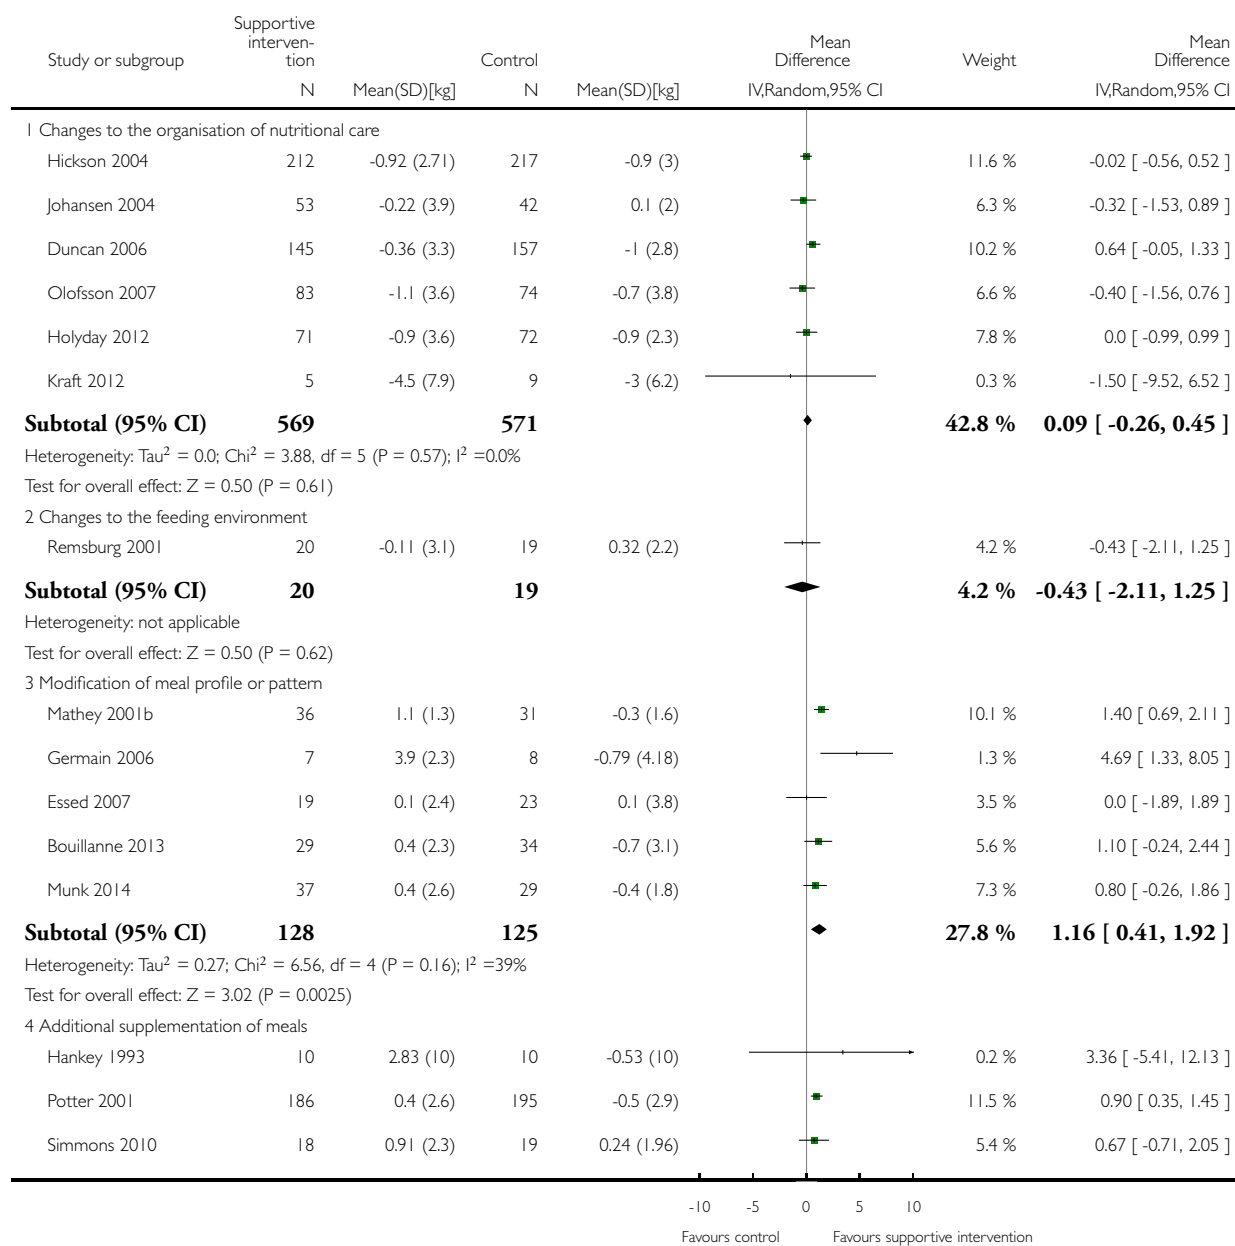 Supportive
interven-
tion
Study or subgroup Control Mean Difference Weight Mean Difference
N Mean(SD)[kg] N Mean(SD)[kg] IV,Random,95% CI IV,Random,95% CI
1 Changes to the organisation of nutritional care
Hickson 2004 212 -0.92 (2.71) 217 -0.9 (3) 11.6 % -0.02 [ -0.56, 0.52 ]
Johansen 2004 53 -0.22 (3.9) 42 0.1 (2) 6.3 % -0.32 [ -1.53, 0.89 ]
Duncan 2006 145 -0.36 (3.3) 157 -1 (2.8) 10.2 % 0.64 [ -0.05, 1.33 ]
Olofsson 2007 83 -1.1 (3.6) 74 -0.7 (3.8) 6.6 % -0.40 [ -1.56, 0.76 ]
Holyday 2012 71 -0.9 (3.6) 72 -0.9 (2.3) 7.8 % 0.0 [ -0.99, 0.99 ]
Kraft 2012 5 -4.5 (7.9) 9 -3 (6.2) 0.3 % -1.50 [ -9.52, 6.52 ]
Subtotal (95% CI) 569 571 42.8 % 0.09 [ -0.26, 0.45 ]
Heterogeneity: Tau² = 0.0; Chi² = 3.88, df = 5 (P = 0.57); I² =0.0%
Test for overall effect: Z = 0.50 (P = 0.61)
2 Changes to the feeding environment
Remsburg 2001 20 -0.11 (3.1) 19 0.32 (2.2) 4.2 % -0.43 [ -2.11, 1.25 ]
Subtotal (95% CI) 20 19 4.2 % -0.43 [ -2.11, 1.25 ]
Heterogeneity: not applicable
Test for overall effect: Z = 0.50 (P = 0.62)
3 Modification of meal profile or pattern
Mathey 2001b 36 1.1 (1.3) 31 -0.3 (1.6) 10.1 % 1.40 [ 0.69, 2.11 ]
Germain 2006 7 3.9 (2.3) 8 -0.79 (4.18) 1.3 % 4.69 [ 1.33, 8.05 ]
Essed 2007 19 0.1 (2.4) 23 0.1 (3.8) 3.5 % 0.0 [ -1.89, 1.89 ]
Bouillanne 2013 29 0.4 (2.3) 34 -0.7 (3.1) 5.6 % 1.10 [ -0.24, 2.44 ]
Munk 2014 37 0.4 (2.6) 29 -0.4 (1.8) 7.3 % 0.80 [ -0.26, 1.86 ]
Subtotal (95% CI) 128 125 27.8 % 1.16 [ 0.41, 1.92 ]
Heterogeneity: Tau² = 0.27; Chi² = 6.56, df = 4 (P = 0.16); I² =39%
Test for overall effect: Z = 3.02 (P = 0.0025)
4 Additional supplementation of meals
Hankey 1993 10 2.83 (10) 10 -0.53 (10) 0.2 % 3.36 [ -5.41, 12.13 ]
Potter 2001 186 0.4 (2.6) 195 -0.5 (2.9) 11.5 % 0.90 [ 0.35, 1.45 ]
Simmons 2010 18 0.91 (2.3) 19 0.24 (1.96) 5.4 % 0.67 [ -0.71, 2.05 ]
-10 -5 0 5 10
Favours control Favours supportive intervention